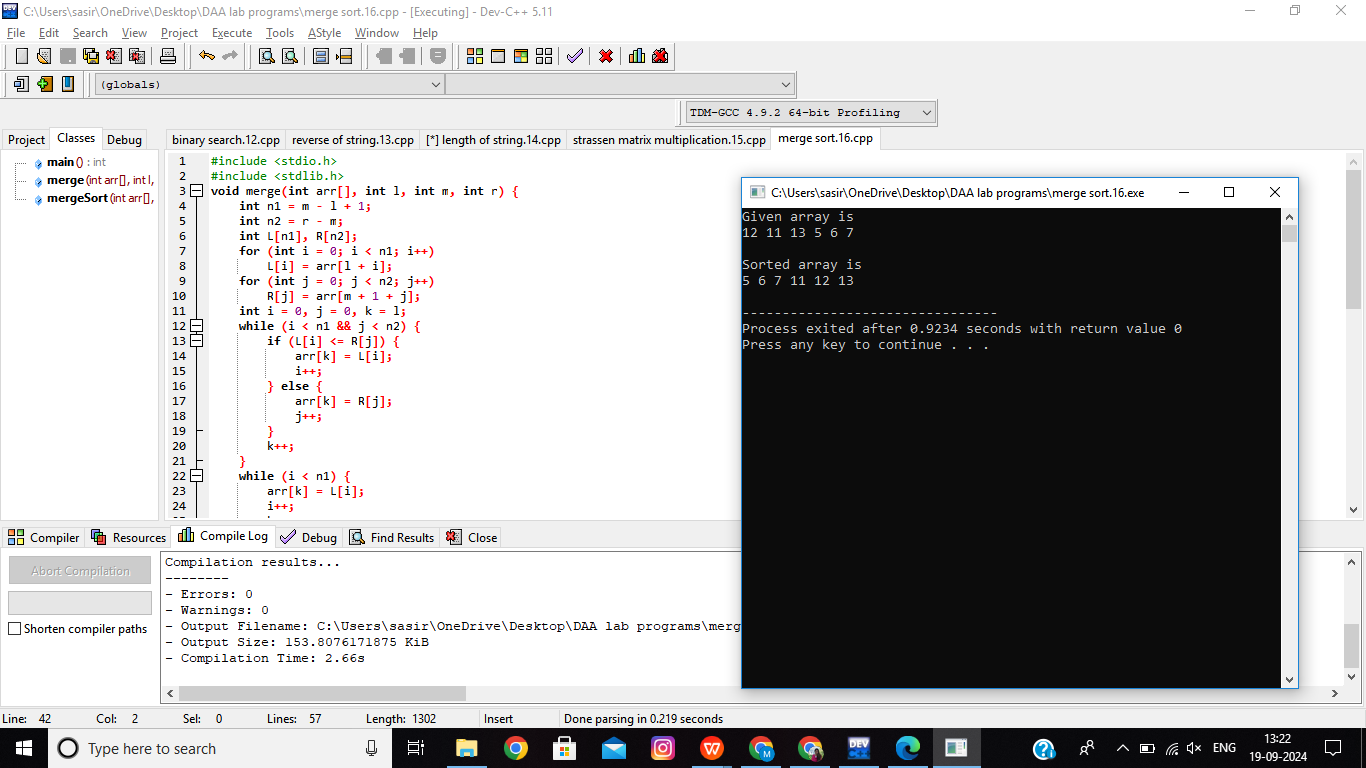 C:\Users\sasir\OneDrive\Desktop\DAA lab programs\merge sort.16.cpp - [Executing] - Dev-C++ 5.11
File Edit Search View Project Execute Tools AStyle Window Help
(globals)
TDM-GCC 4.9.2 64-bit Profiling
Project Classes Debug
binary search.12.cpp reverse of string.13.cpp [*] length of string.14.cpp strassen matrix multiplication.15.cpp merge sort.16.cpp
main () : int
merge (int arr[], int l,
mergeSort (int arr[],
1 #include <stdio.h>
2 #include <stdlib.h>
3 void merge(int arr[], int l, int m, int r) {
4 int n1 = m - l + 1;
5 int n2 = r - m;
6 int L[n1], R[n2];
7 for (int i = 0; i < n1; i++)
8 L[i] = arr[l + i];
9 for (int j = 0; j < n2; j++)
10 R[j] = arr[m + 1 + j];
11 int i = 0, j = 0, k = l;
12 while (i < n1 && j < n2) {
13 if (L[i] <= R[j]) {
14 arr[k] = L[i];
15 i++;
16 } else {
17 arr[k] = R[j];
18 j++;
19 }
20 k++;
21 }
22 while (i < n1) {
23 arr[k] = L[i];
24 i++;
C:\Users\sasir\OneDrive\Desktop\DAA lab programs\merge sort.16.exe
Given array is
12 11 13 5 6 7
Sorted array is
5 6 7 11 12 13
--------------------------------
Process exited after 0.9234 seconds with return value 0
Press any key to continue . . .
Compiler Resources Compile Log Debug Find Results Close
Abort Compilation
Shorten compiler paths
Compilation results...
--------
- Errors: 0
- Warnings: 0
- Output Filename: C:\Users\sasir\OneDrive\Desktop\DAA lab programs\merg
- Output Size: 153.8076171875 KiB
- Compilation Time: 2.66s
Line: 42 Col: 2 Sel: 0 Lines: 57 Length: 1302 Insert Done parsing in 0.219 seconds
Type here to search
ENG
13:22
19-09-2024